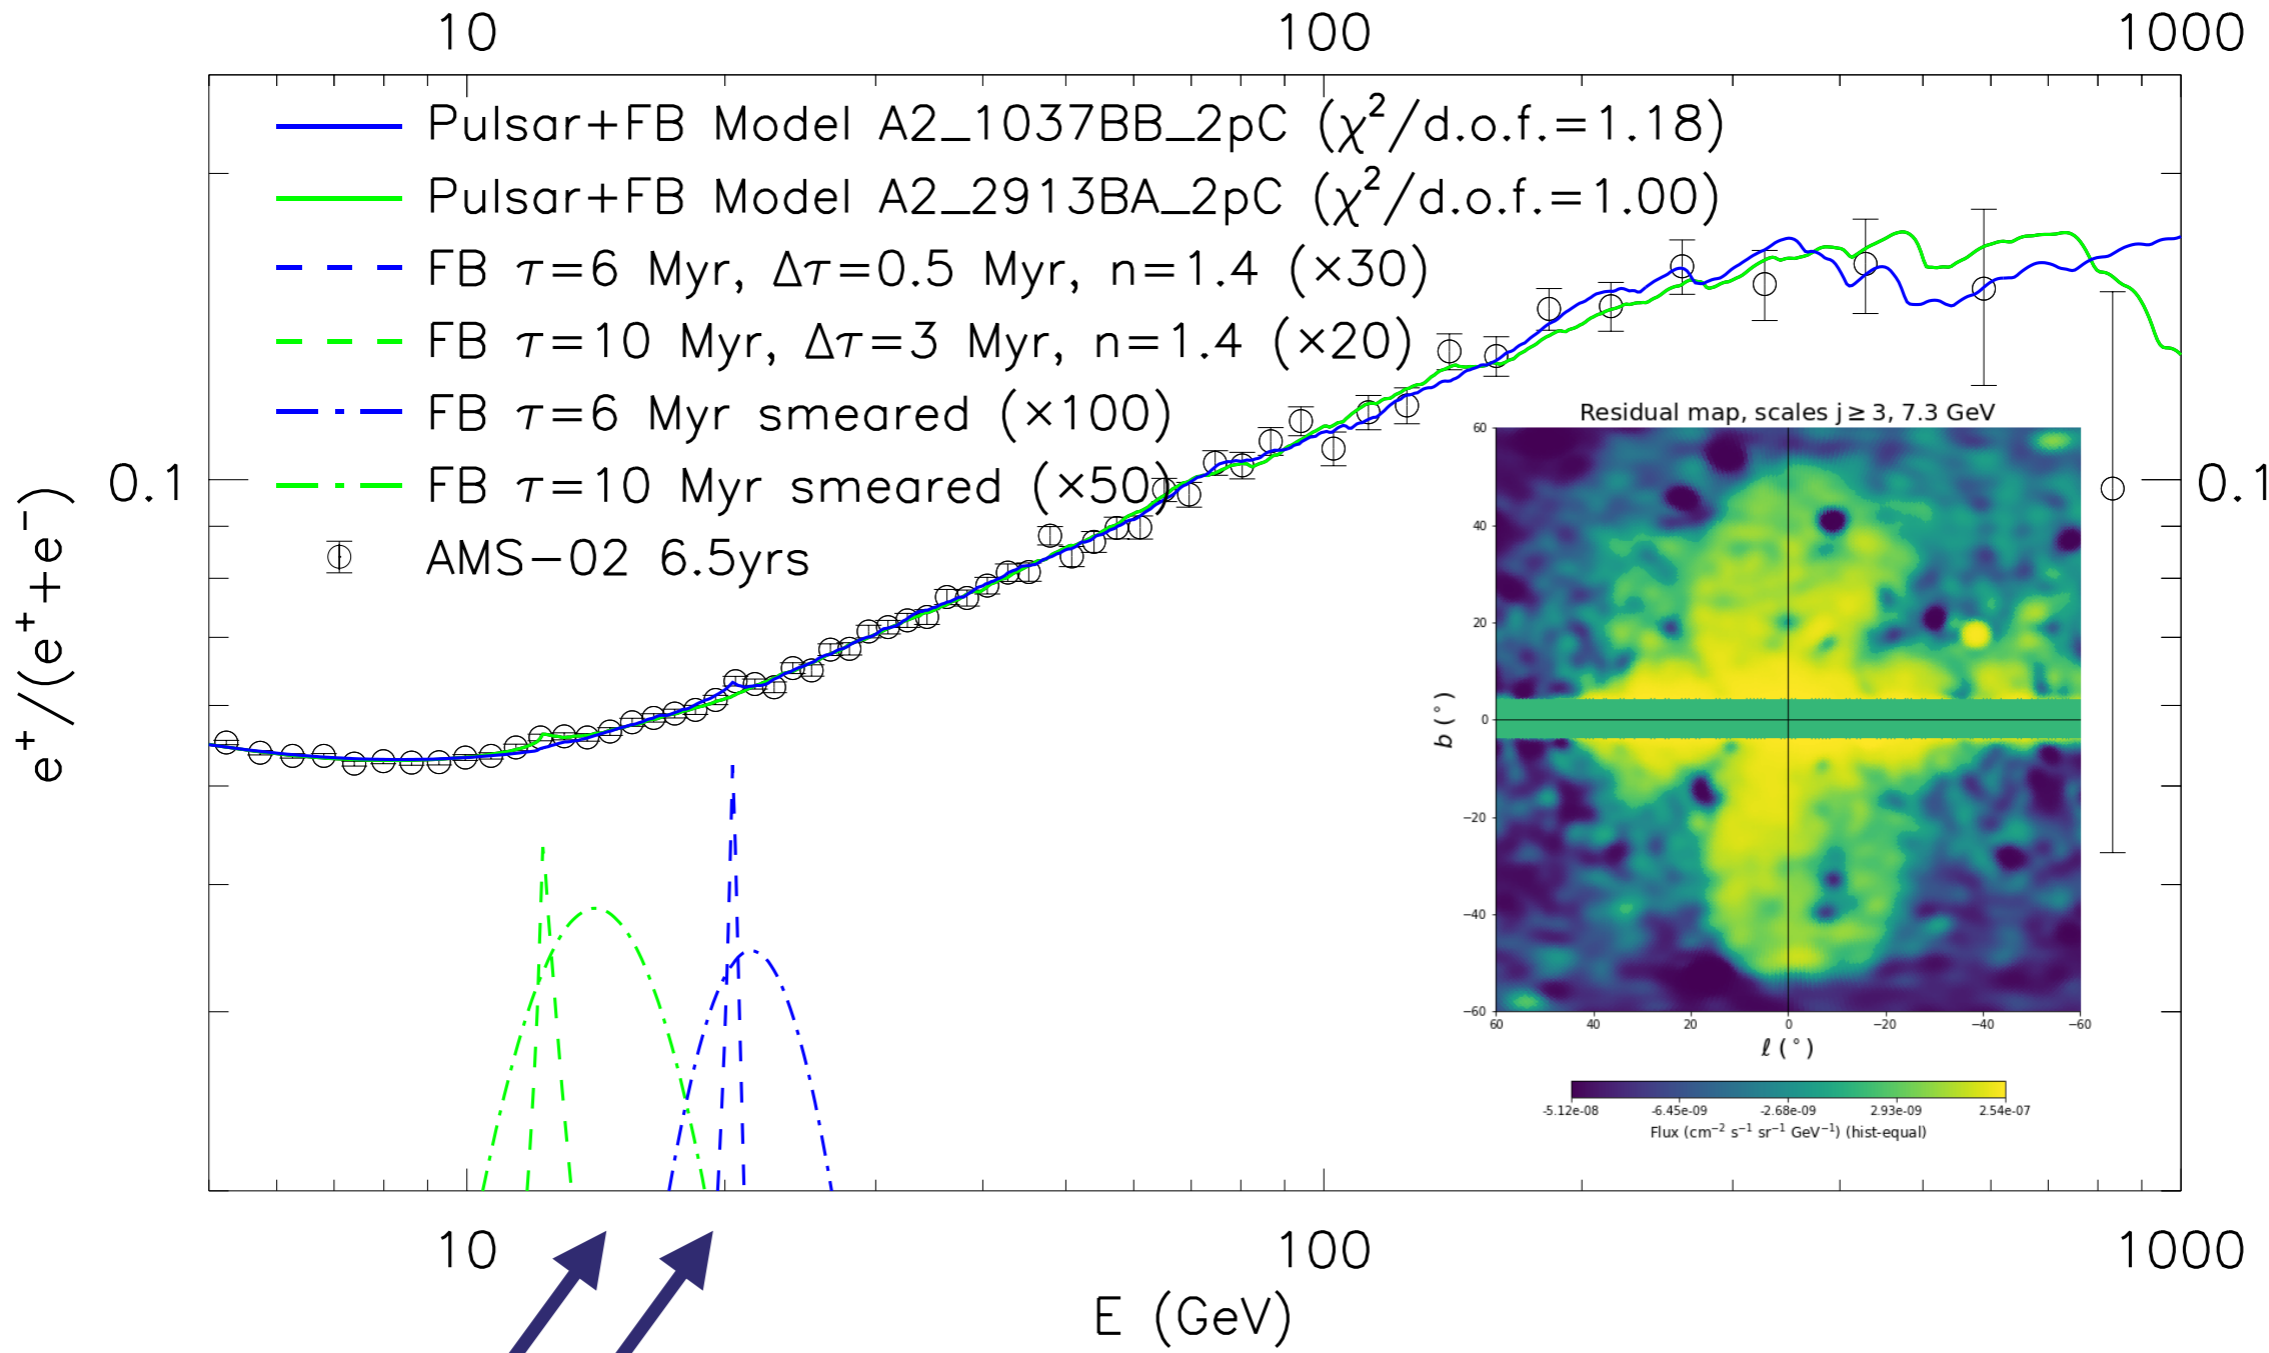 10 100 1000
Pulsar+FB Model A2_1037BB_2pC (χ²/d.o.f.=1.18)
Pulsar+FB Model A2_2913BA_2pC (χ²/d.o.f.=1.00)
FB τ=6 Myr, Δτ=0.5 Myr, n=1.4 (×30)
FB τ=10 Myr, Δτ=3 Myr, n=1.4 (×20)
FB τ=6 Myr smeared (×100)
FB τ=10 Myr smeared (×50)
AMS−02 6.5yrs
e⁺/(e⁺+e⁻)
0.1
0.1
Residual map, scales j ≥ 3, 7.3 GeV
60
40
20
0
−20
−40
−60
b (°)
60 40 20 0 −20 −40 −60
ℓ (°)
-5.12e-08 -6.45e-09 -2.68e-09 2.93e-09 2.54e-07
Flux (cm⁻² s⁻¹ sr⁻¹ GeV⁻¹) (hist-equal)
10 100 1000
E (GeV)